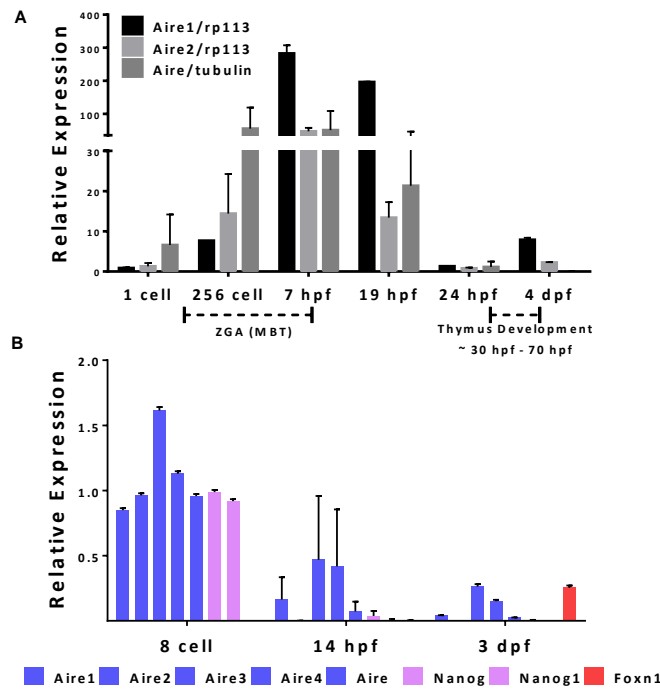 A
Aire1/rp113
Aire2/rp113
Aire/tubulin
Relative Expression
400
300
200
100
30
20
10
0
1 cell 256 cell 7 hpf 19 hpf 24 hpf 4 dpf
ZGA (MBT)
Thymus Development
~ 30 hpf - 70 hpf
B
Relative Expression
2.0
1.5
1.0
0.5
8 cell 14 hpf 3 dpf
Aire1 Aire2 Aire3 Aire4 Aire Nanog Nanog1 Foxn1